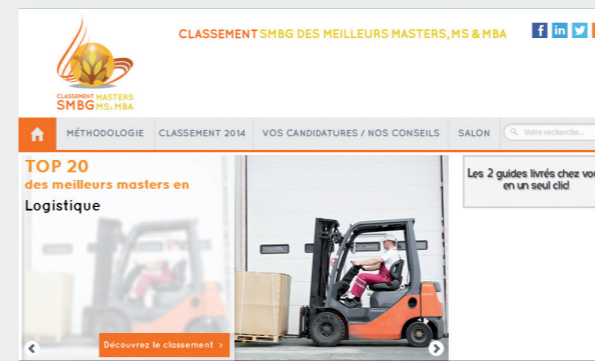 CLASSEMENT SMBG DES MEILLEURS MASTERS, MS & MBA
CLASSEMENT MASTERS
SMBG MS & MBA
MÉTHODOLOGIE CLASSEMENT 2014 VOS CANDIDATURES / NOS CONSEILS SALON Votre recherche...
TOP 20
des meilleurs masters en
Logistique
Les 2 guides livrés chez vou
en un seul clic!
Découvrez le classement >